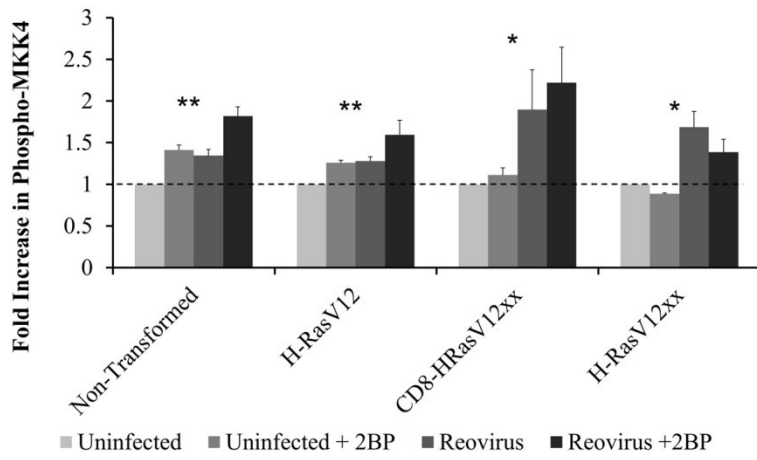 Fold Increase in Phospho-MKK4
3
2.5
2
1.5
1
0.5
0
**
**
*
*
Non-Transformed
H-RasV12
CD8-HRasV12xx
H-RasV12xx
Uninfected
Uninfected + 2BP
Reovirus
Reovirus +2BP